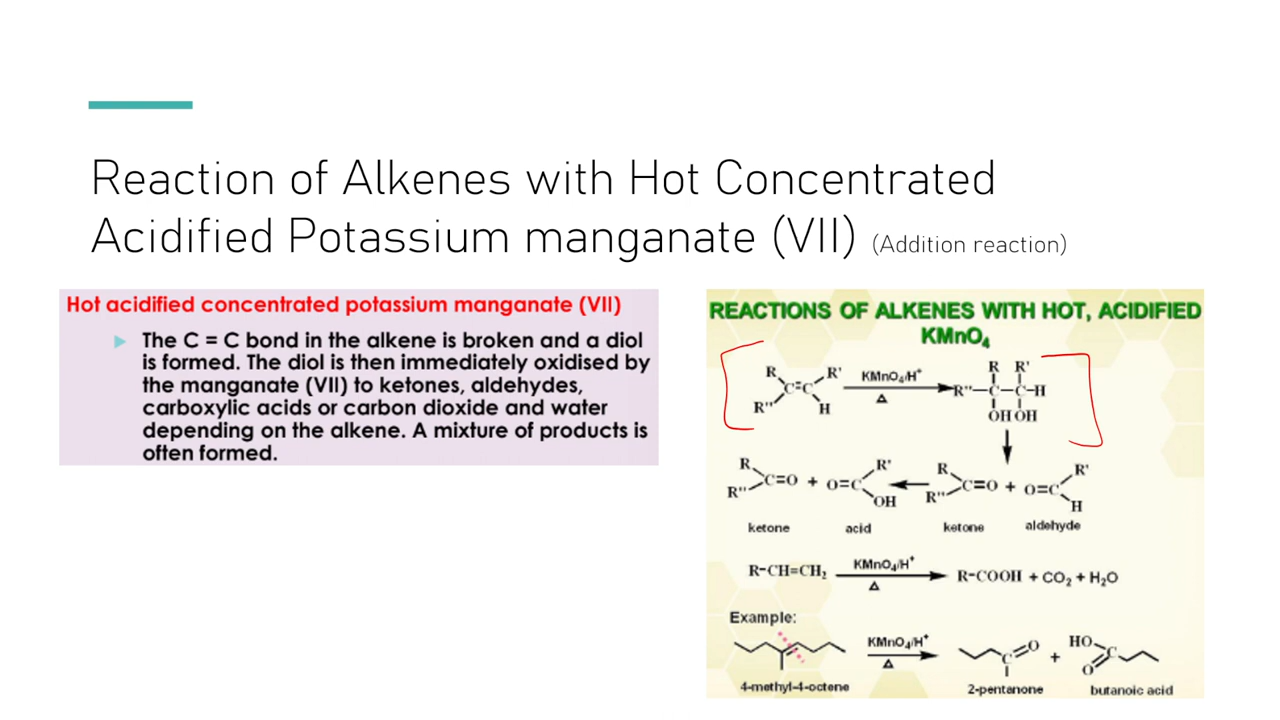 Reaction of Alkenes with Hot Concentrated
Acidified Potassium manganate (VII) (Addition reaction)
Hot acidified concentrated potassium manganate (VII)
The C = C bond in the alkene is broken and a diol
is formed. The diol is then immediately oxidised by
the manganate (VII) to ketones, aldehydes,
carboxylic acids or carbon dioxide and water
depending on the alkene. A mixture of products is
often formed.
REACTIONS OF ALKENES WITH HOT, ACIDIFIED
KMnO₄
R R' KMnO₄/H⁺ R R'
C=C Δ R''-C-C-H
R'' H OH OH
R R' R R'
C=O + O=C C=O + O=C
R'' OH R'' H
ketone acid ketone aldehyde
R-CH=CH₂ KMnO₄/H⁺ R-COOH + CO₂ + H₂O
Δ
Example:
KMnO₄/H⁺ C O + HO C O
Δ
4-methyl-4-octene 2-pentanone butanoic acid